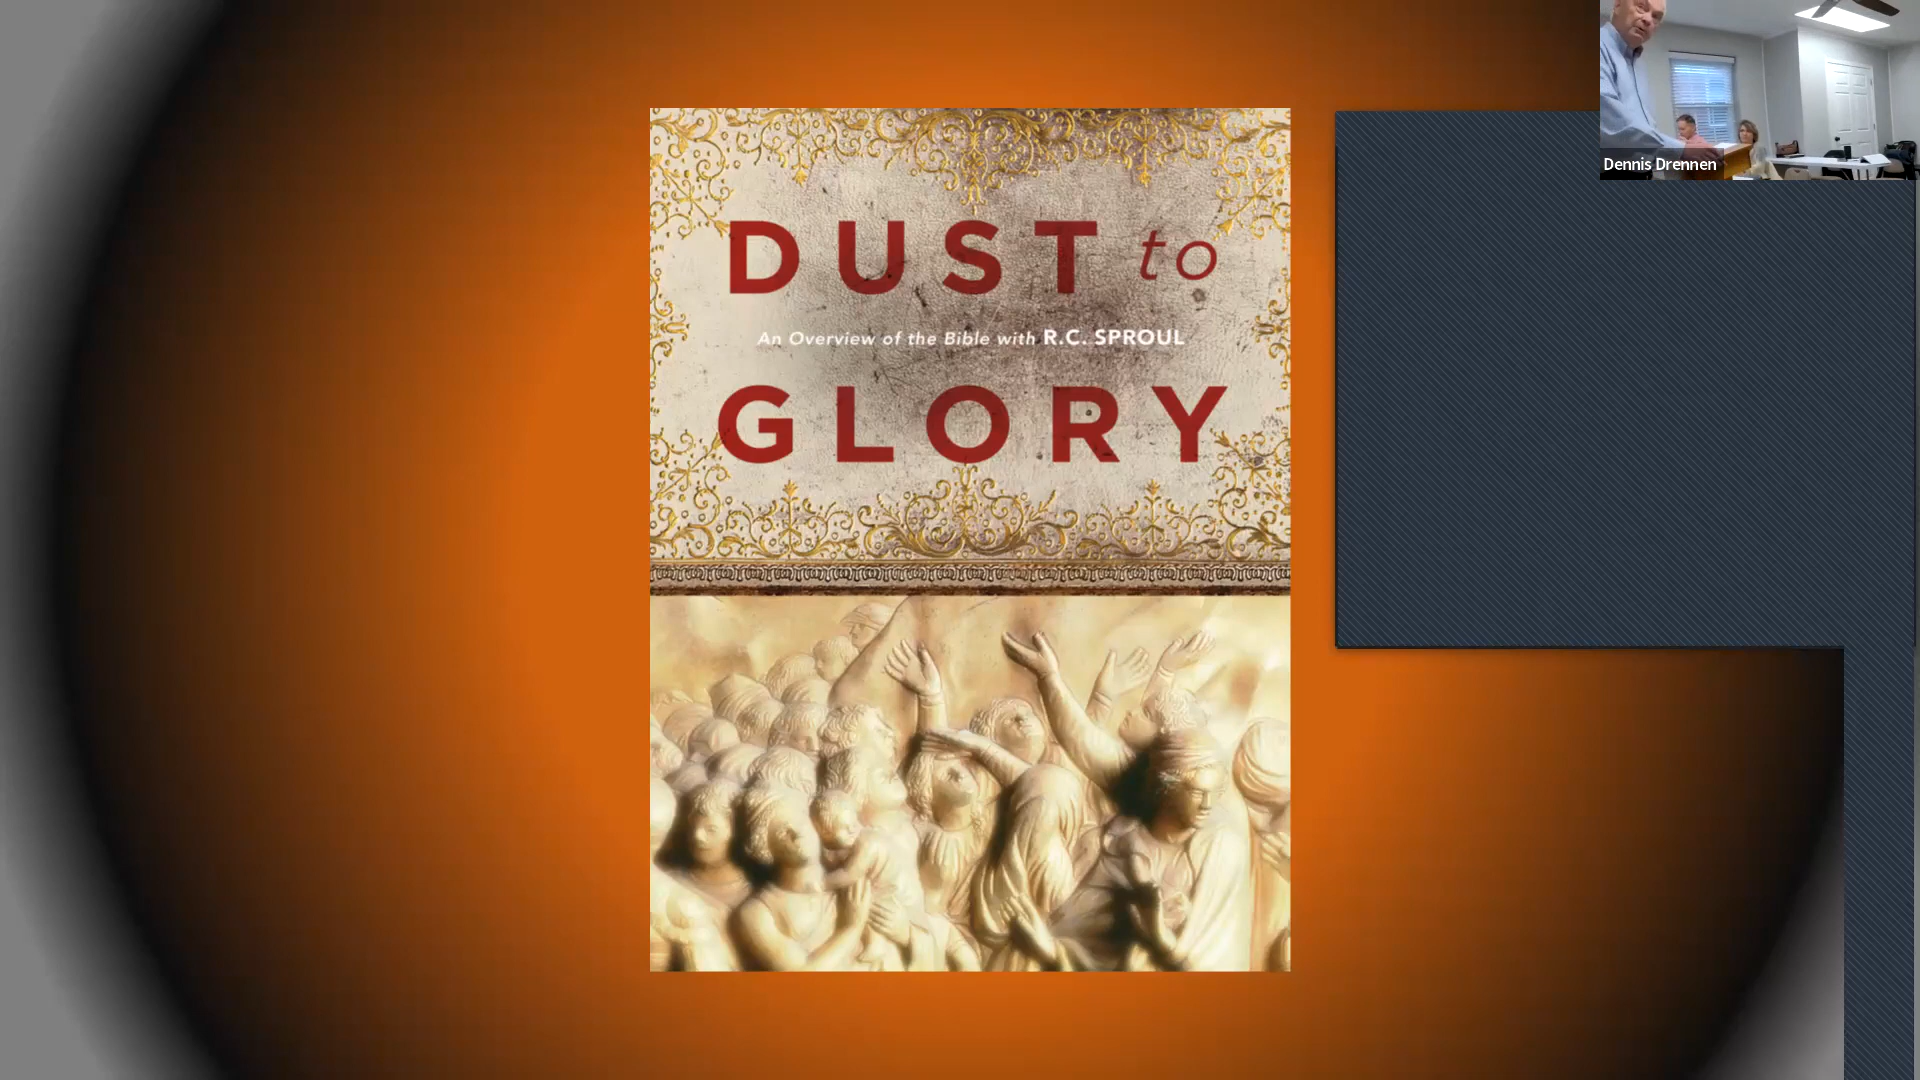 DUST to
An Overview of the Bible with R.C. SPROUL
GLORY
Dennis Drennen